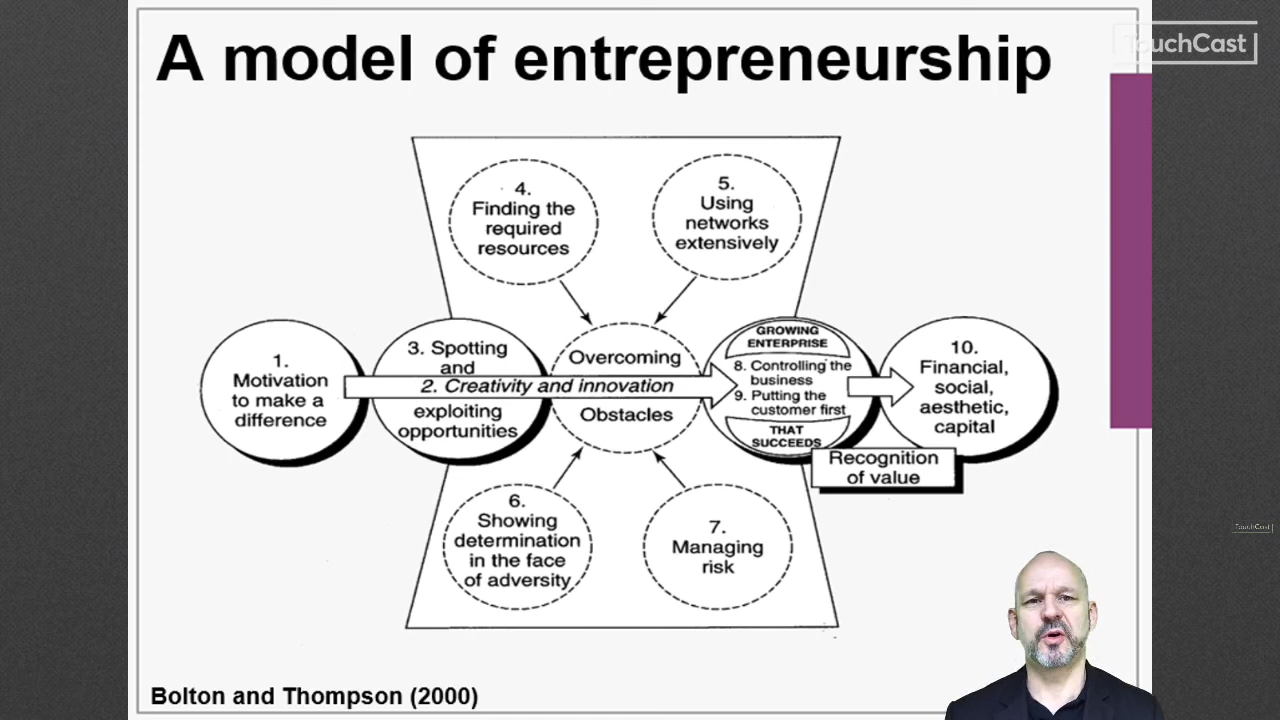 A model of entrepreneurship
TouchCast
4.
Finding the
required
resources
5.
Using
networks
extensively
1.
Motivation
to make a
difference
3. Spotting
and
2. Creativity and innovation
exploiting
opportunities
Overcoming
Obstacles
GROWING
ENTERPRISE
8. Controlling the
business
9. Putting the
customer first
THAT
SUCCEEDS
10.
Financial,
social,
aesthetic,
capital
Recognition
of value
6.
Showing
determination
in the face
of adversity
7.
Managing
risk
TouchCast
Bolton and Thompson (2000)